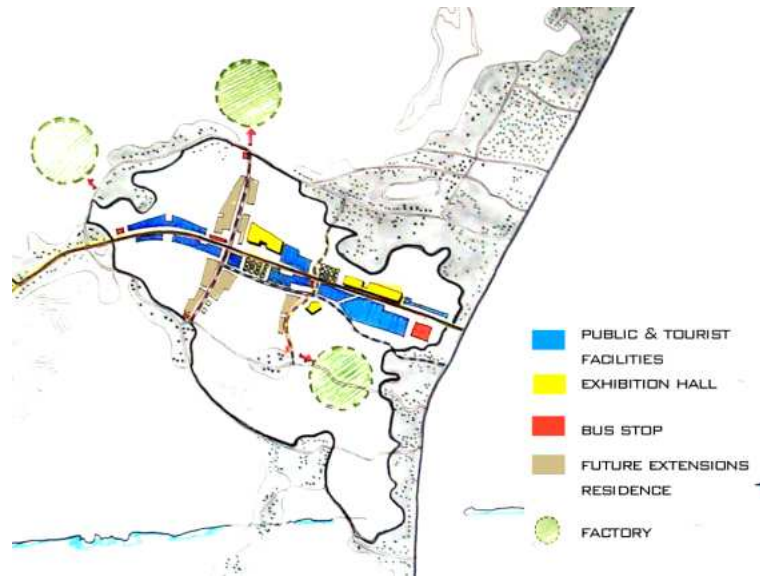 PUBLIC & TOURIST
FACILITIES
EXHIBITION HALL
BUS STOP
FUTURE EXTENSIONS
RESIDENCE
FACTORY